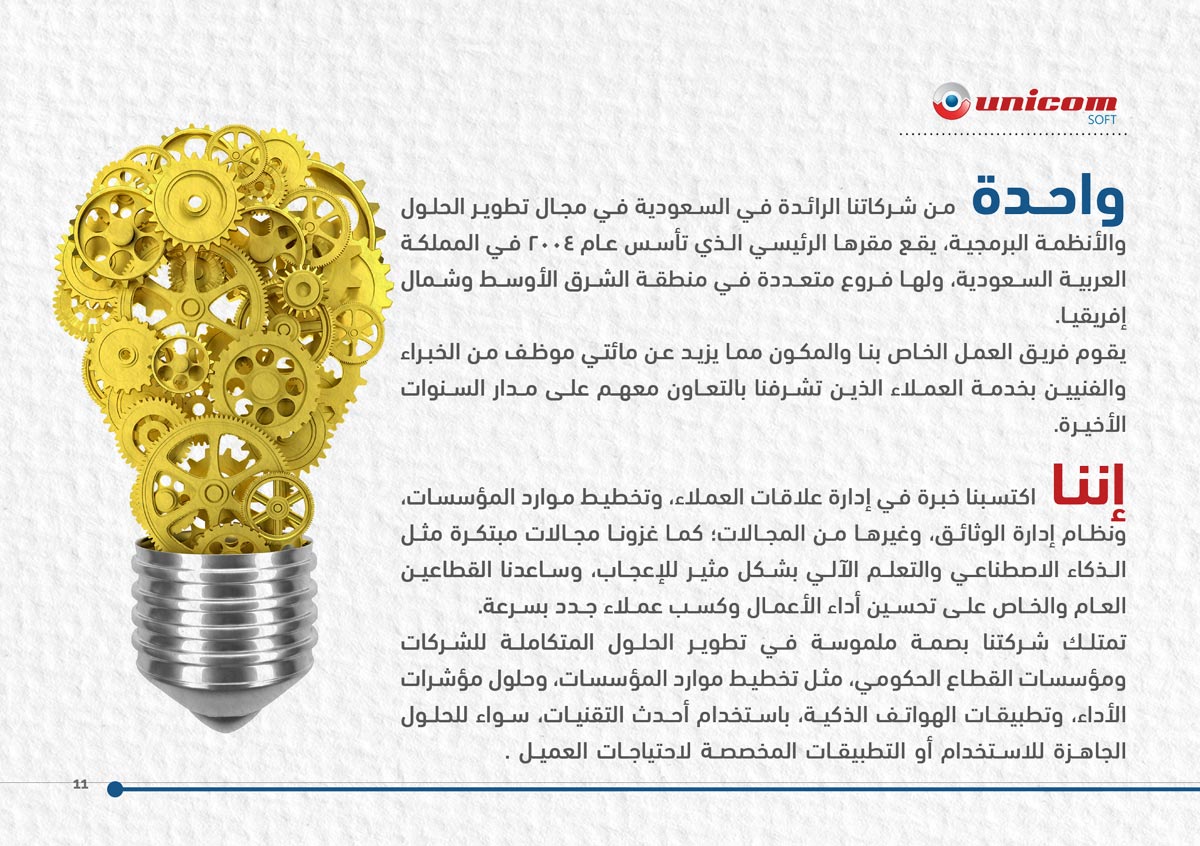 unicom
SOFT
واحدة من شركاتنا الرائدة في السعودية في مجال تطوير الحلول
والأنظمة البرمجية، يقع مقرها الرئيسي الذي تأسس عام ٢٠٠٤ في المملكة
العربية السعودية، ولها فروع متعددة في منطقة الشرق الأوسط وشمال
إفريقيا.
يقوم فريق العمل الخاص بنا والمكون مما يزيد عن مائتي موظف من الخبراء
والفنيين بخدمة العملاء الذين تشرفنا بالتعاون معهم على مدار السنوات
الأخيرة.
إننا اكتسبنا خبرة في إدارة علاقات العملاء، وتخطيط موارد المؤسسات،
ونظام إدارة الوثائق، وغيرها من المجالات؛ كما غزونا مجالات مبتكرة مثل
الذكاء الاصطناعي والتعلم الآلي بشكل مثير للإعجاب، وساعدنا القطاعين
العام والخاص على تحسين أداء الأعمال وكسب عملاء جدد بسرعة.
تمتلك شركتنا بصمة ملموسة في تطوير الحلول المتكاملة للشركات
ومؤسسات القطاع الحكومي، مثل تخطيط موارد المؤسسات، وحلول مؤشرات
الأداء، وتطبيقات الهواتف الذكية، باستخدام أحدث التقنيات، سواء للحلول
الجاهزة للاستخدام أو التطبيقات المخصصة لاحتياجات العميل .
11